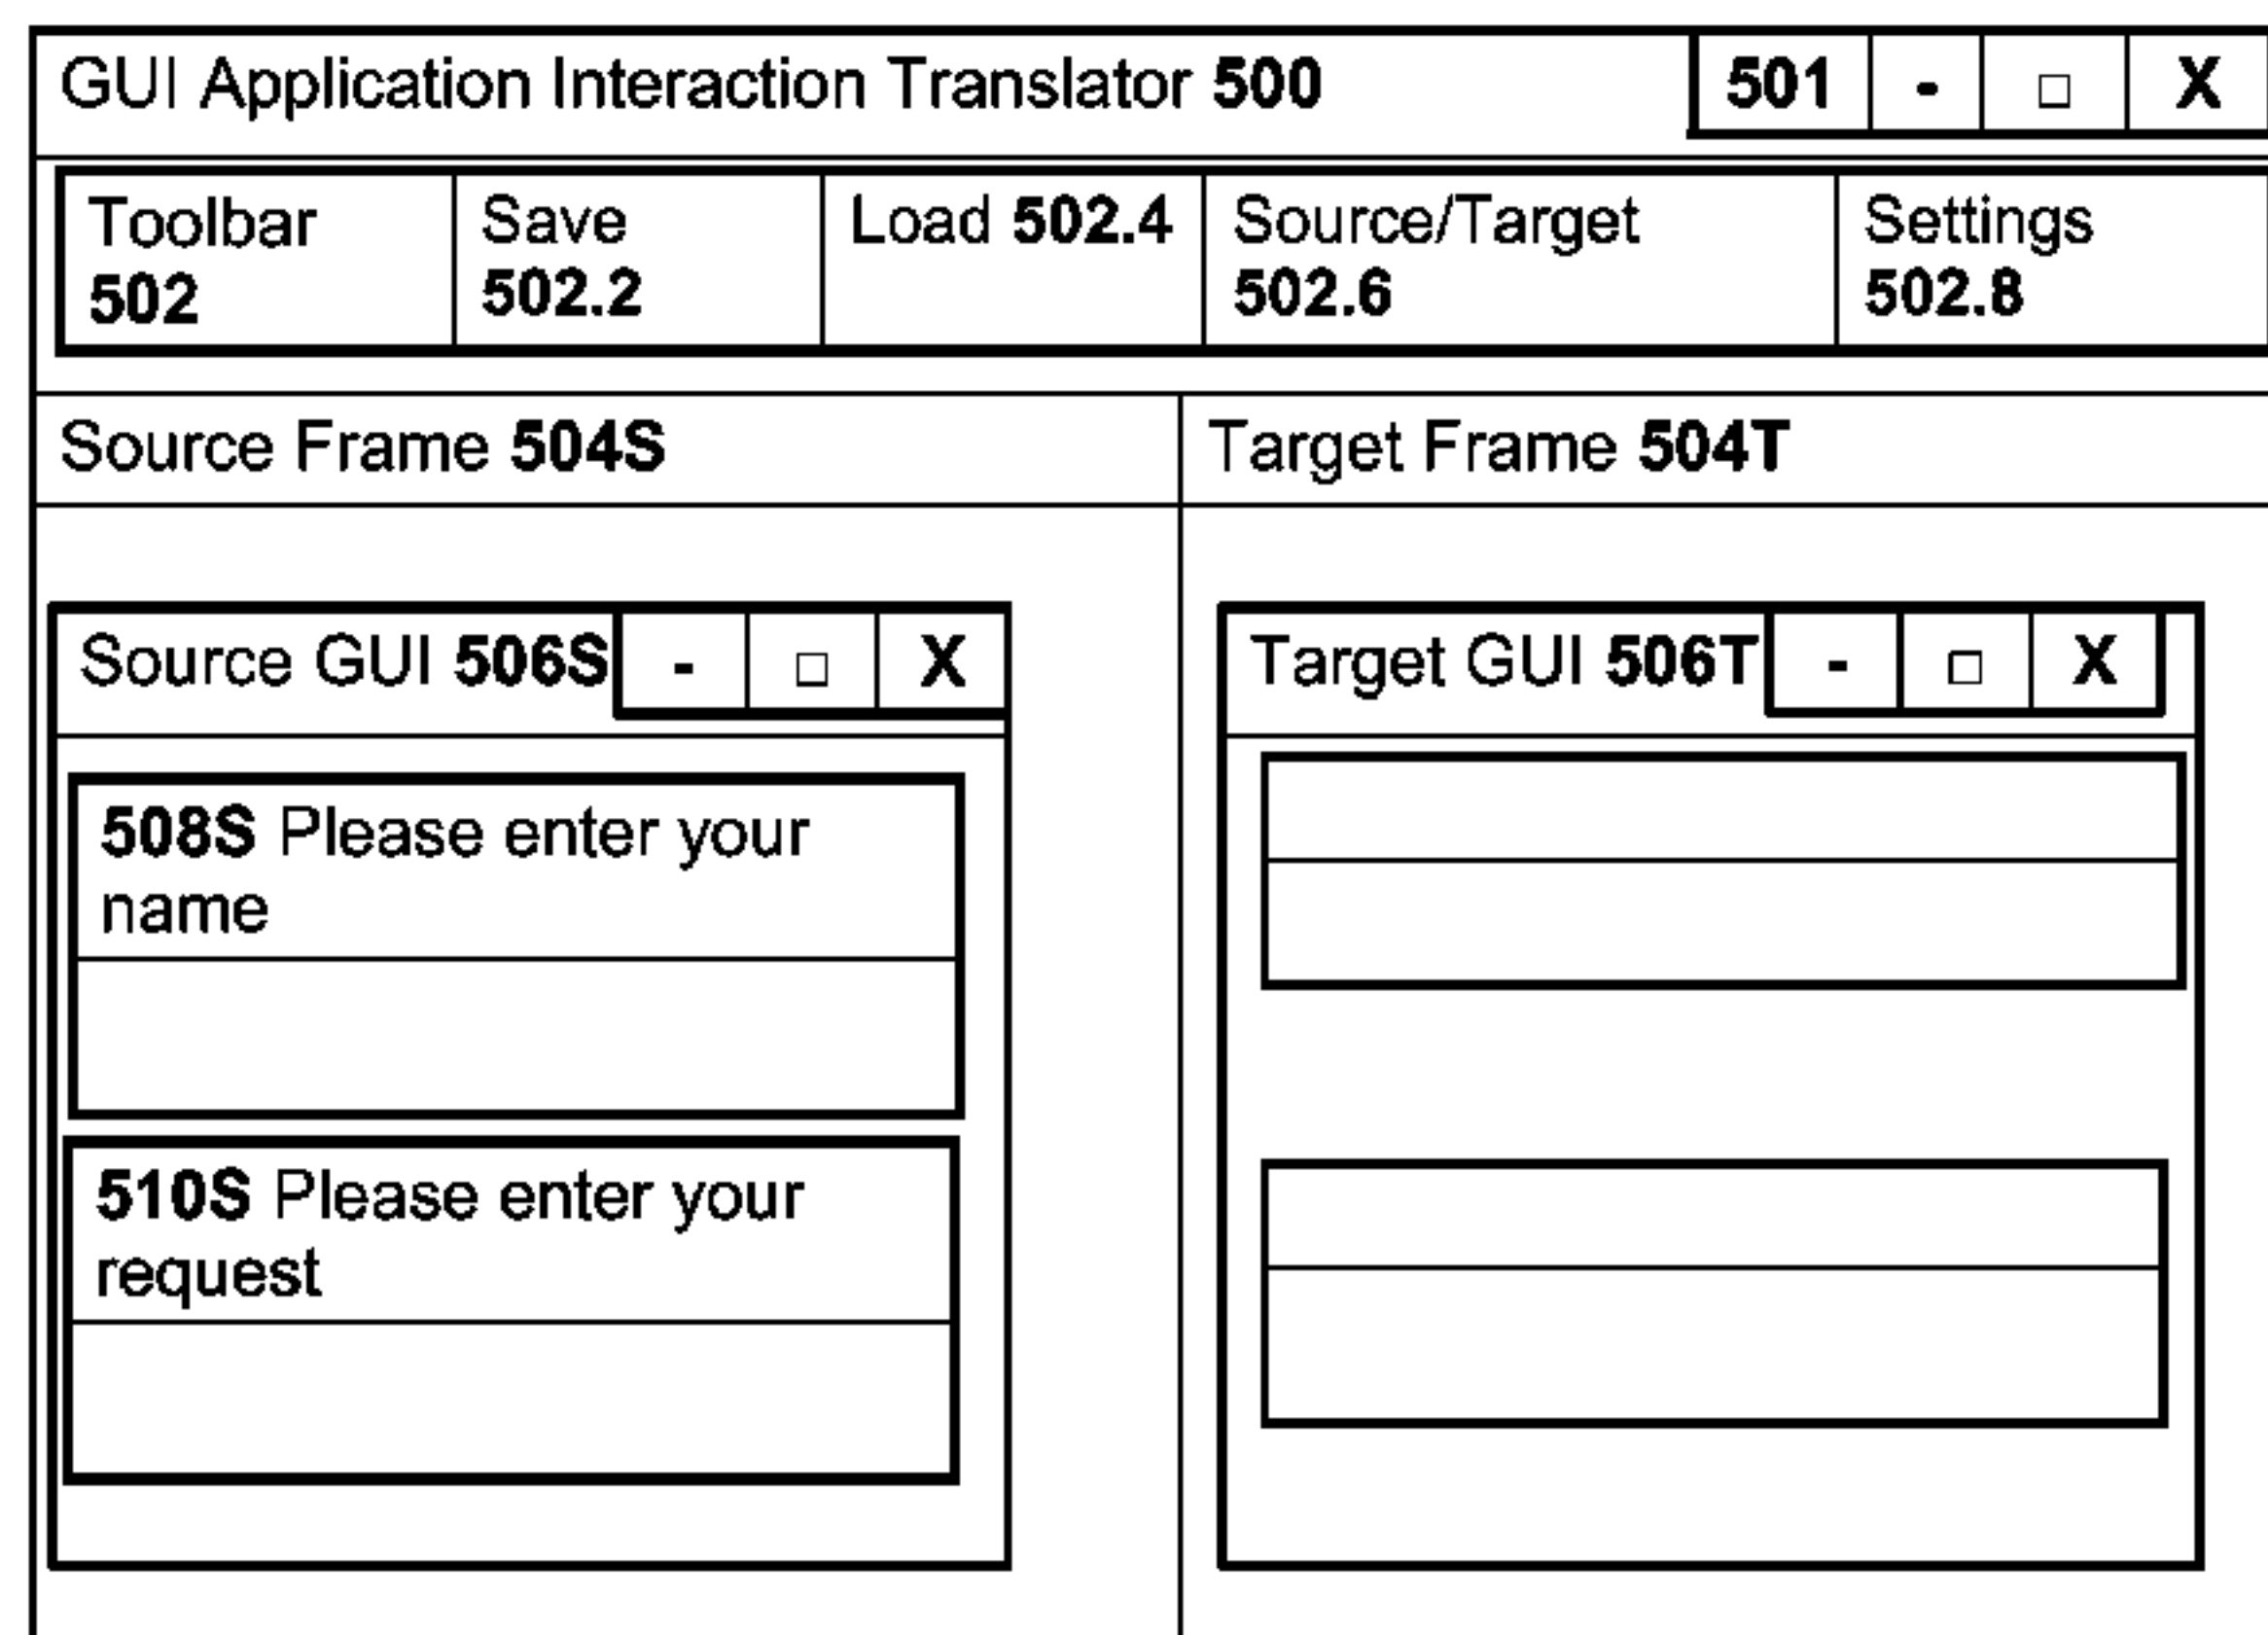 GUI Application Interaction Translator 500
501 - □ X
Toolbar
502
Save
502.2
Load 502.4
Source/Target
502.6
Settings
502.8
Source Frame 504S
Target Frame 504T
Source GUI 506S - □ X
508S Please enter your
name
510S Please enter your
request
Target GUI 506T - □ X